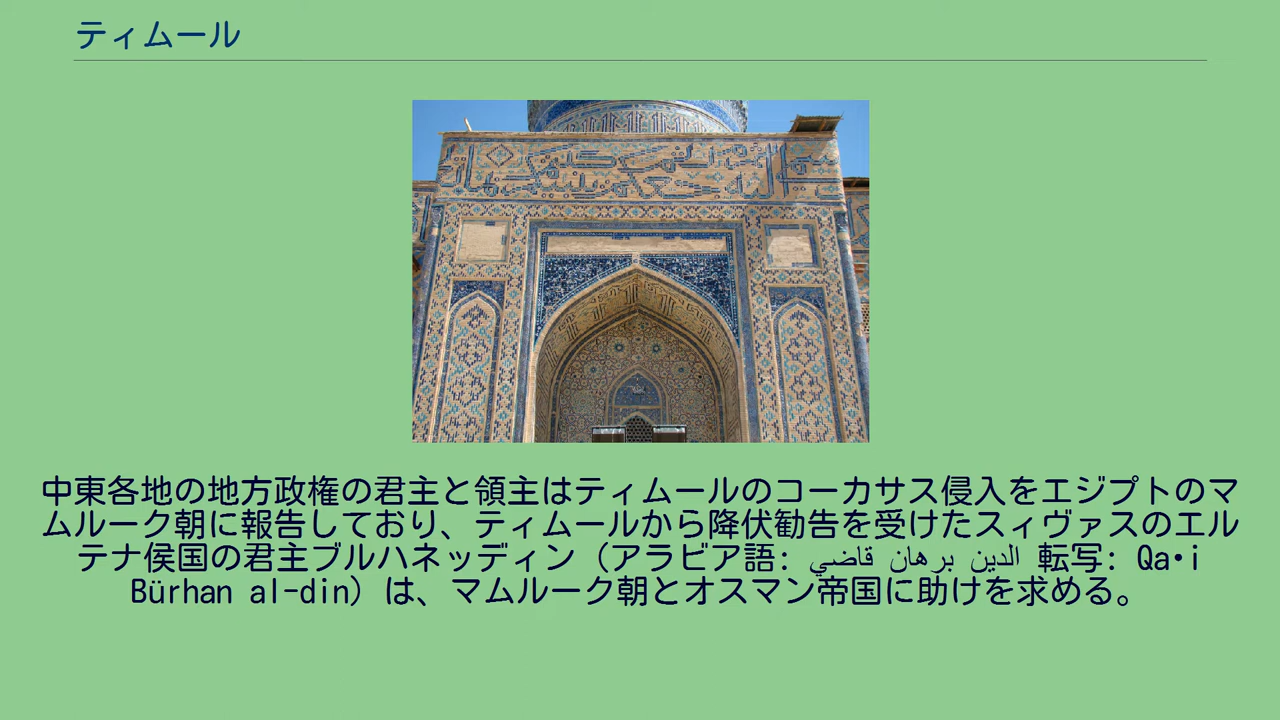 ティムール
中東各地の地方政権の君主と領主はティムールのコーカサス侵入をエジプトのマ
ムルーク朝に報告しており、ティムールから降伏勧告を受けたスィヴァスのエル
テナ侯国の君主ブルハネッディン（アラビア語: الدين برهان قاضي 転写: Qa•i
Bürhan al-din）は、マムルーク朝とオスマン帝国に助けを求める。